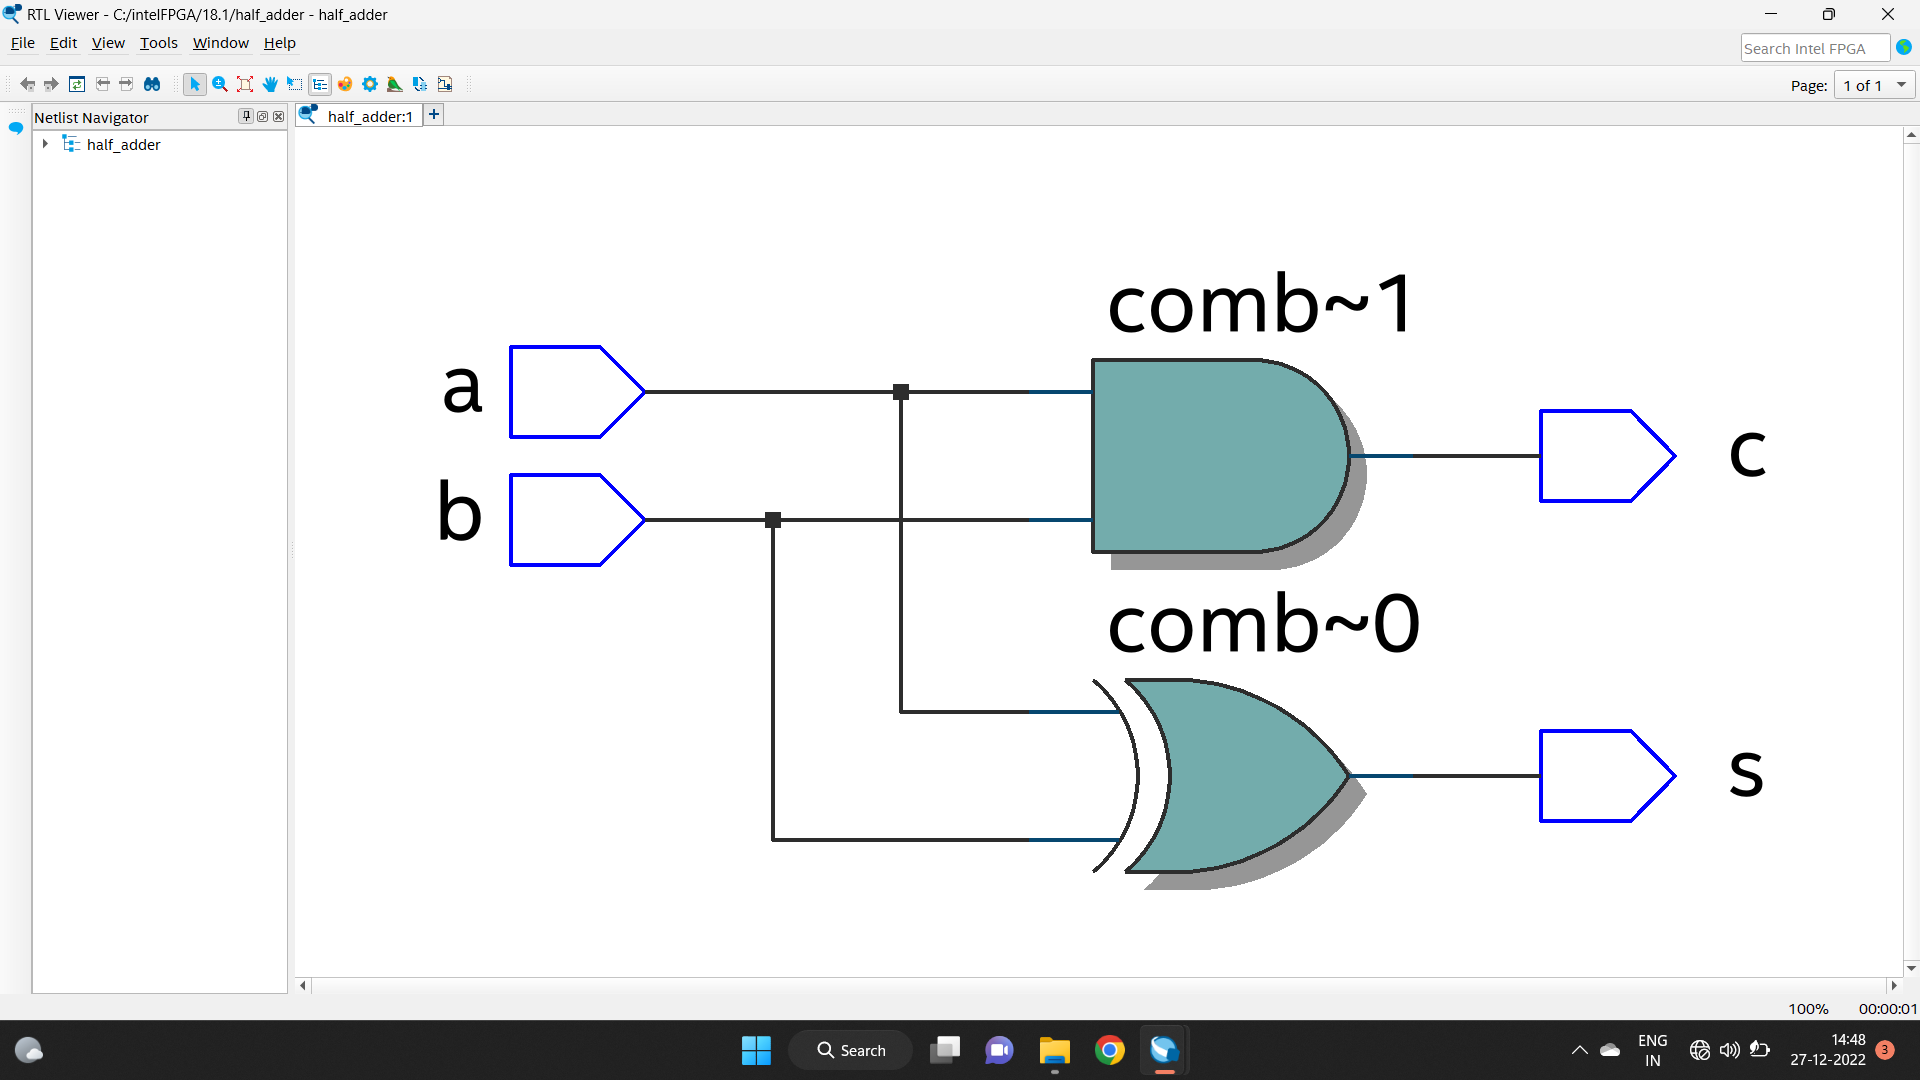 RTL Viewer - C:/intelFPGA/18.1/half_adder - half_adder
File Edit View Tools Window Help
Search Intel FPGA
Page: 1 of 1
Netlist Navigator
half_adder:1
half_adder
comb~1
a
c
b
comb~0
s
100% 00:00:01
Search
ENG
IN
14:48
27-12-2022
3